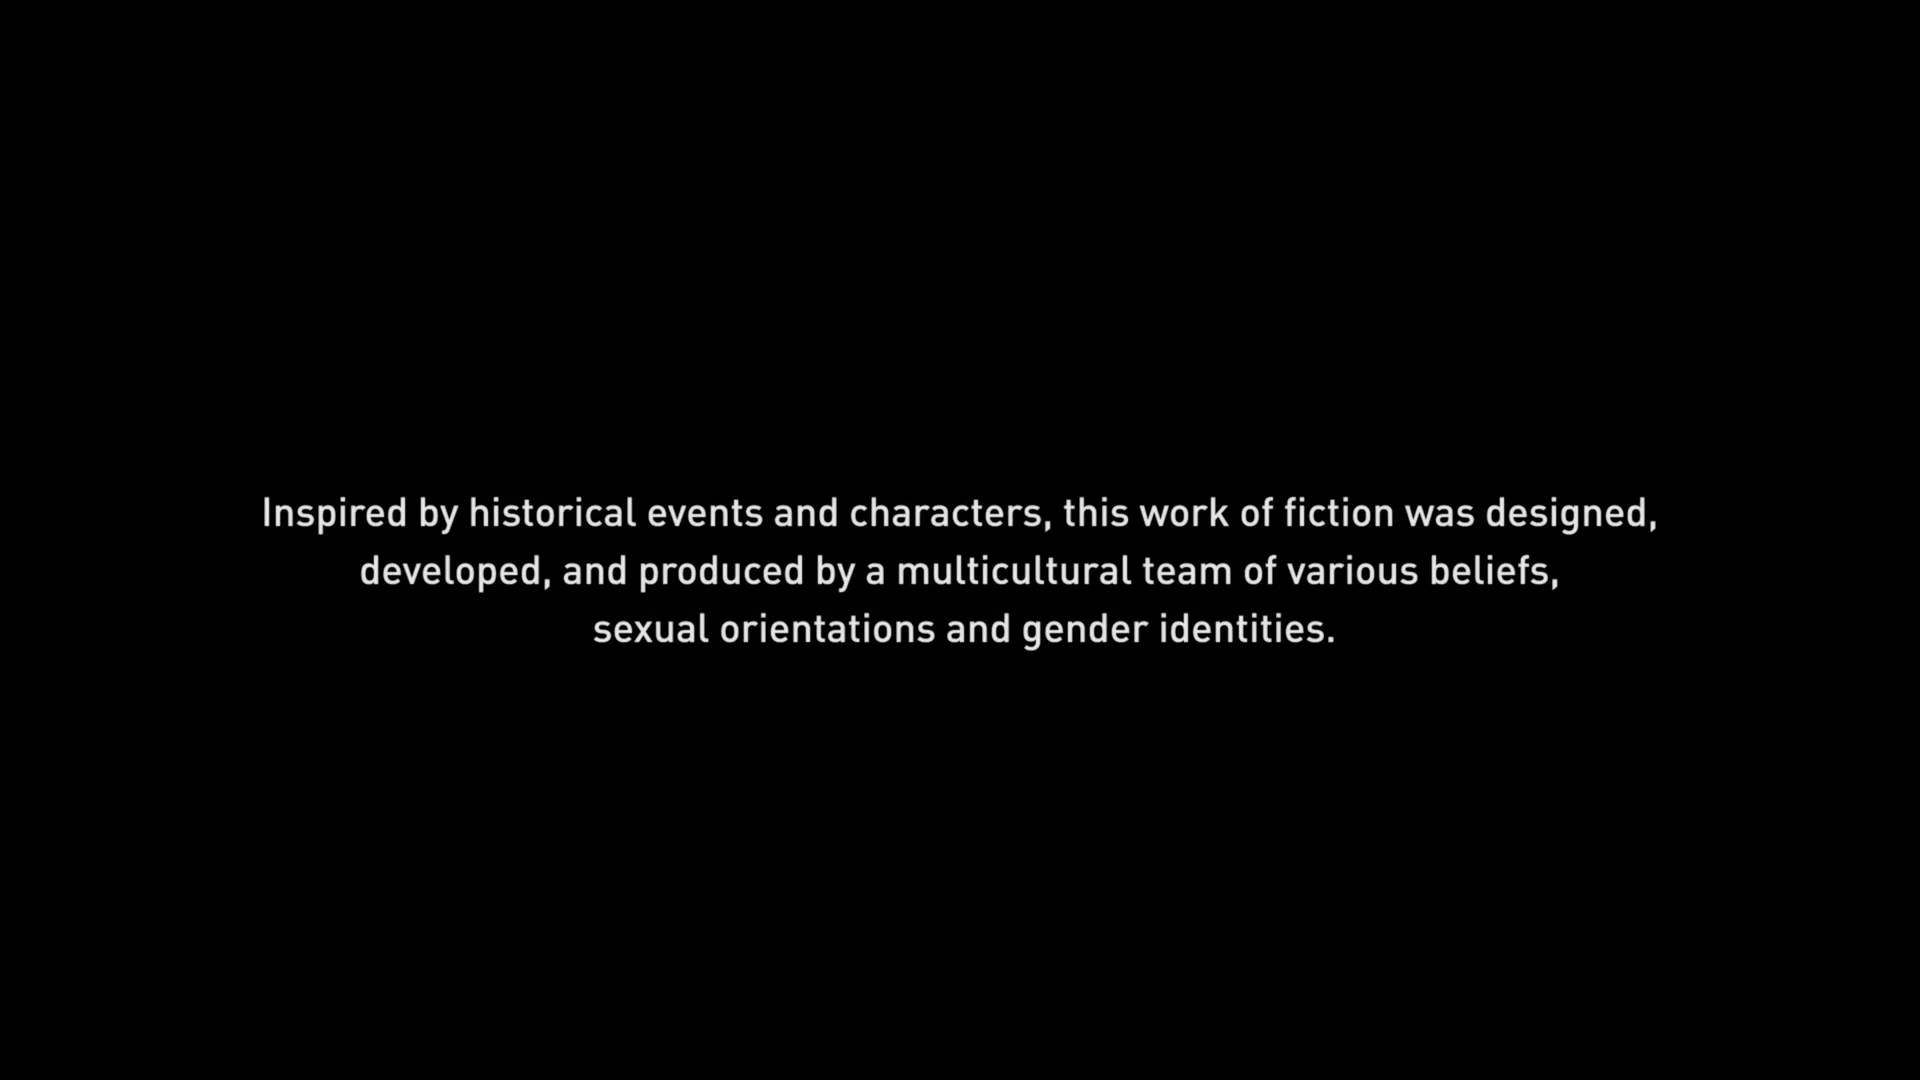 Inspired by historical events and characters, this work of fiction was designed,
developed, and produced by a multicultural team of various beliefs,
sexual orientations and gender identities.